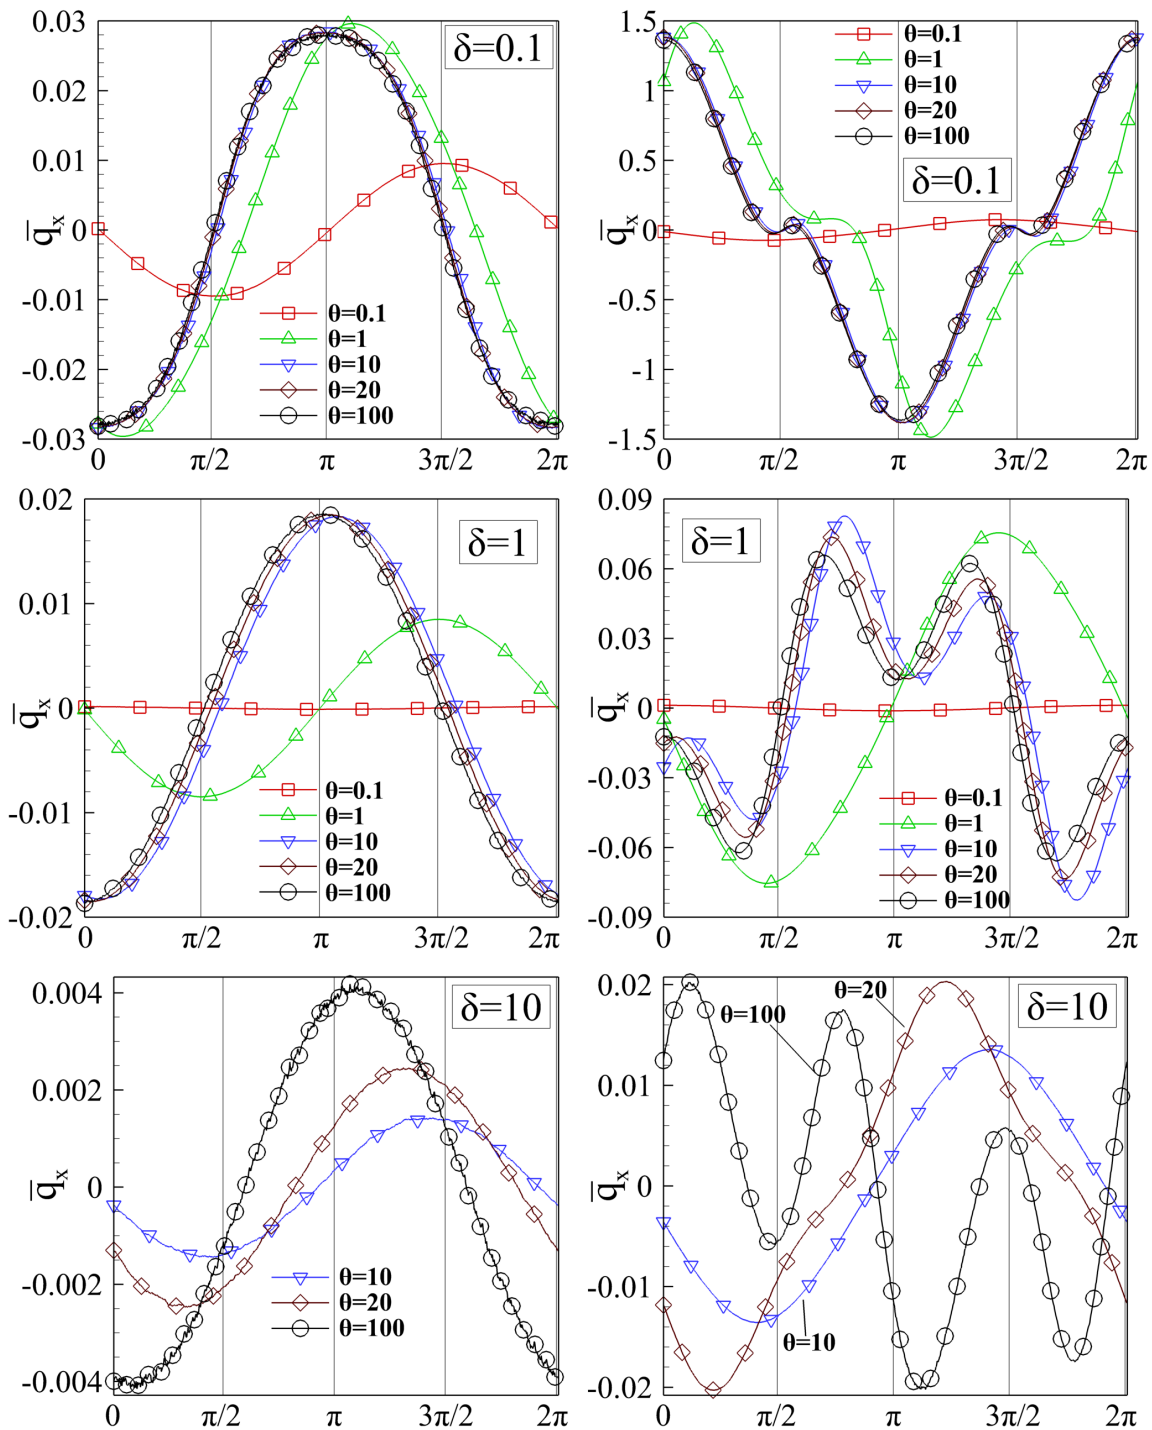 0.03
0.02
0.01
0
-0.01
-0.02
-0.03
q̅x
δ=0.1
θ=0.1
θ=1
θ=10
θ=20
θ=100
0 π/2 π 3π/2 2π
1.5
1
0.5
0
-0.5
-1
-1.5
q̅x
θ=0.1
θ=1
θ=10
θ=20
θ=100
δ=0.1
0 π/2 π 3π/2 2π
0.02
0.01
0
-0.01
-0.02
q̅x
δ=1
θ=0.1
θ=1
θ=10
θ=20
θ=100
0 π/2 π 3π/2 2π
0.09
0.06
0.03
0
-0.03
-0.06
-0.09
q̅x
δ=1
θ=0.1
θ=1
θ=10
θ=20
θ=100
0 π/2 π 3π/2 2π
0.004
0.002
0
-0.002
-0.004
q̅x
δ=10
θ=10
θ=20
θ=100
0 π/2 π 3π/2 2π
0.02
0.01
0
-0.01
-0.02
q̅x
θ=20
θ=100
δ=10
θ=10
0 π/2 π 3π/2 2π